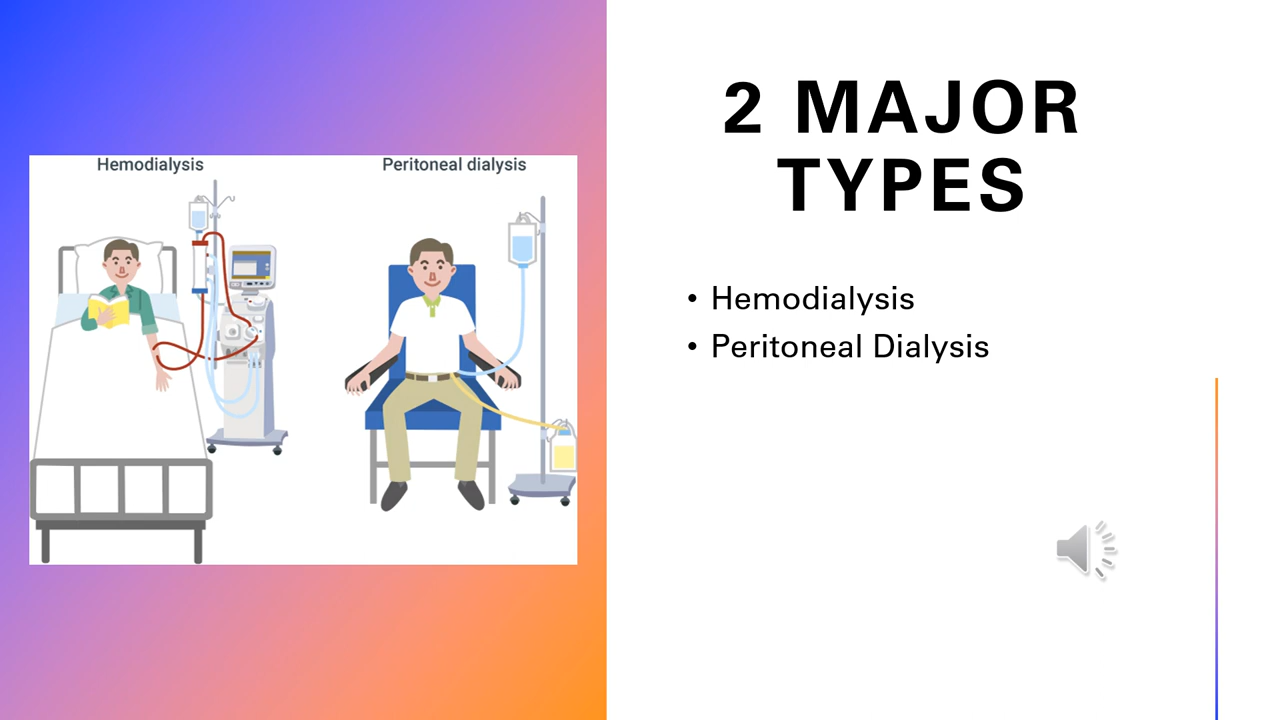 Hemodialysis
Peritoneal dialysis
2 MAJOR
TYPES
• Hemodialysis
• Peritoneal Dialysis